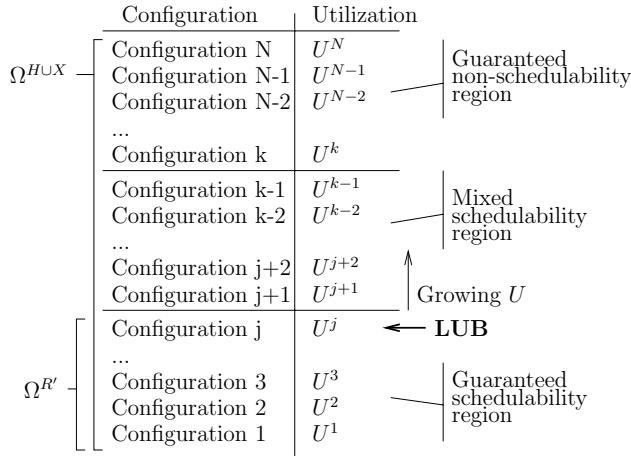 Configuration Utilization
Configuration N U^N
Configuration N-1 U^{N-1}
Configuration N-2 U^{N-2}
...
Configuration k U^k
Configuration k-1 U^{k-1}
Configuration k-2 U^{k-2}
...
Configuration j+2 U^{j+2}
Configuration j+1 U^{j+1}
Configuration j U^j
...
Configuration 3 U^3
Configuration 2 U^2
Configuration 1 U^1
Ω^{H∪X}
Ω^{R'}
Guaranteed
non-schedulability
region
Mixed
schedulability
region
Growing U
LUB
Guaranteed
schedulability
region